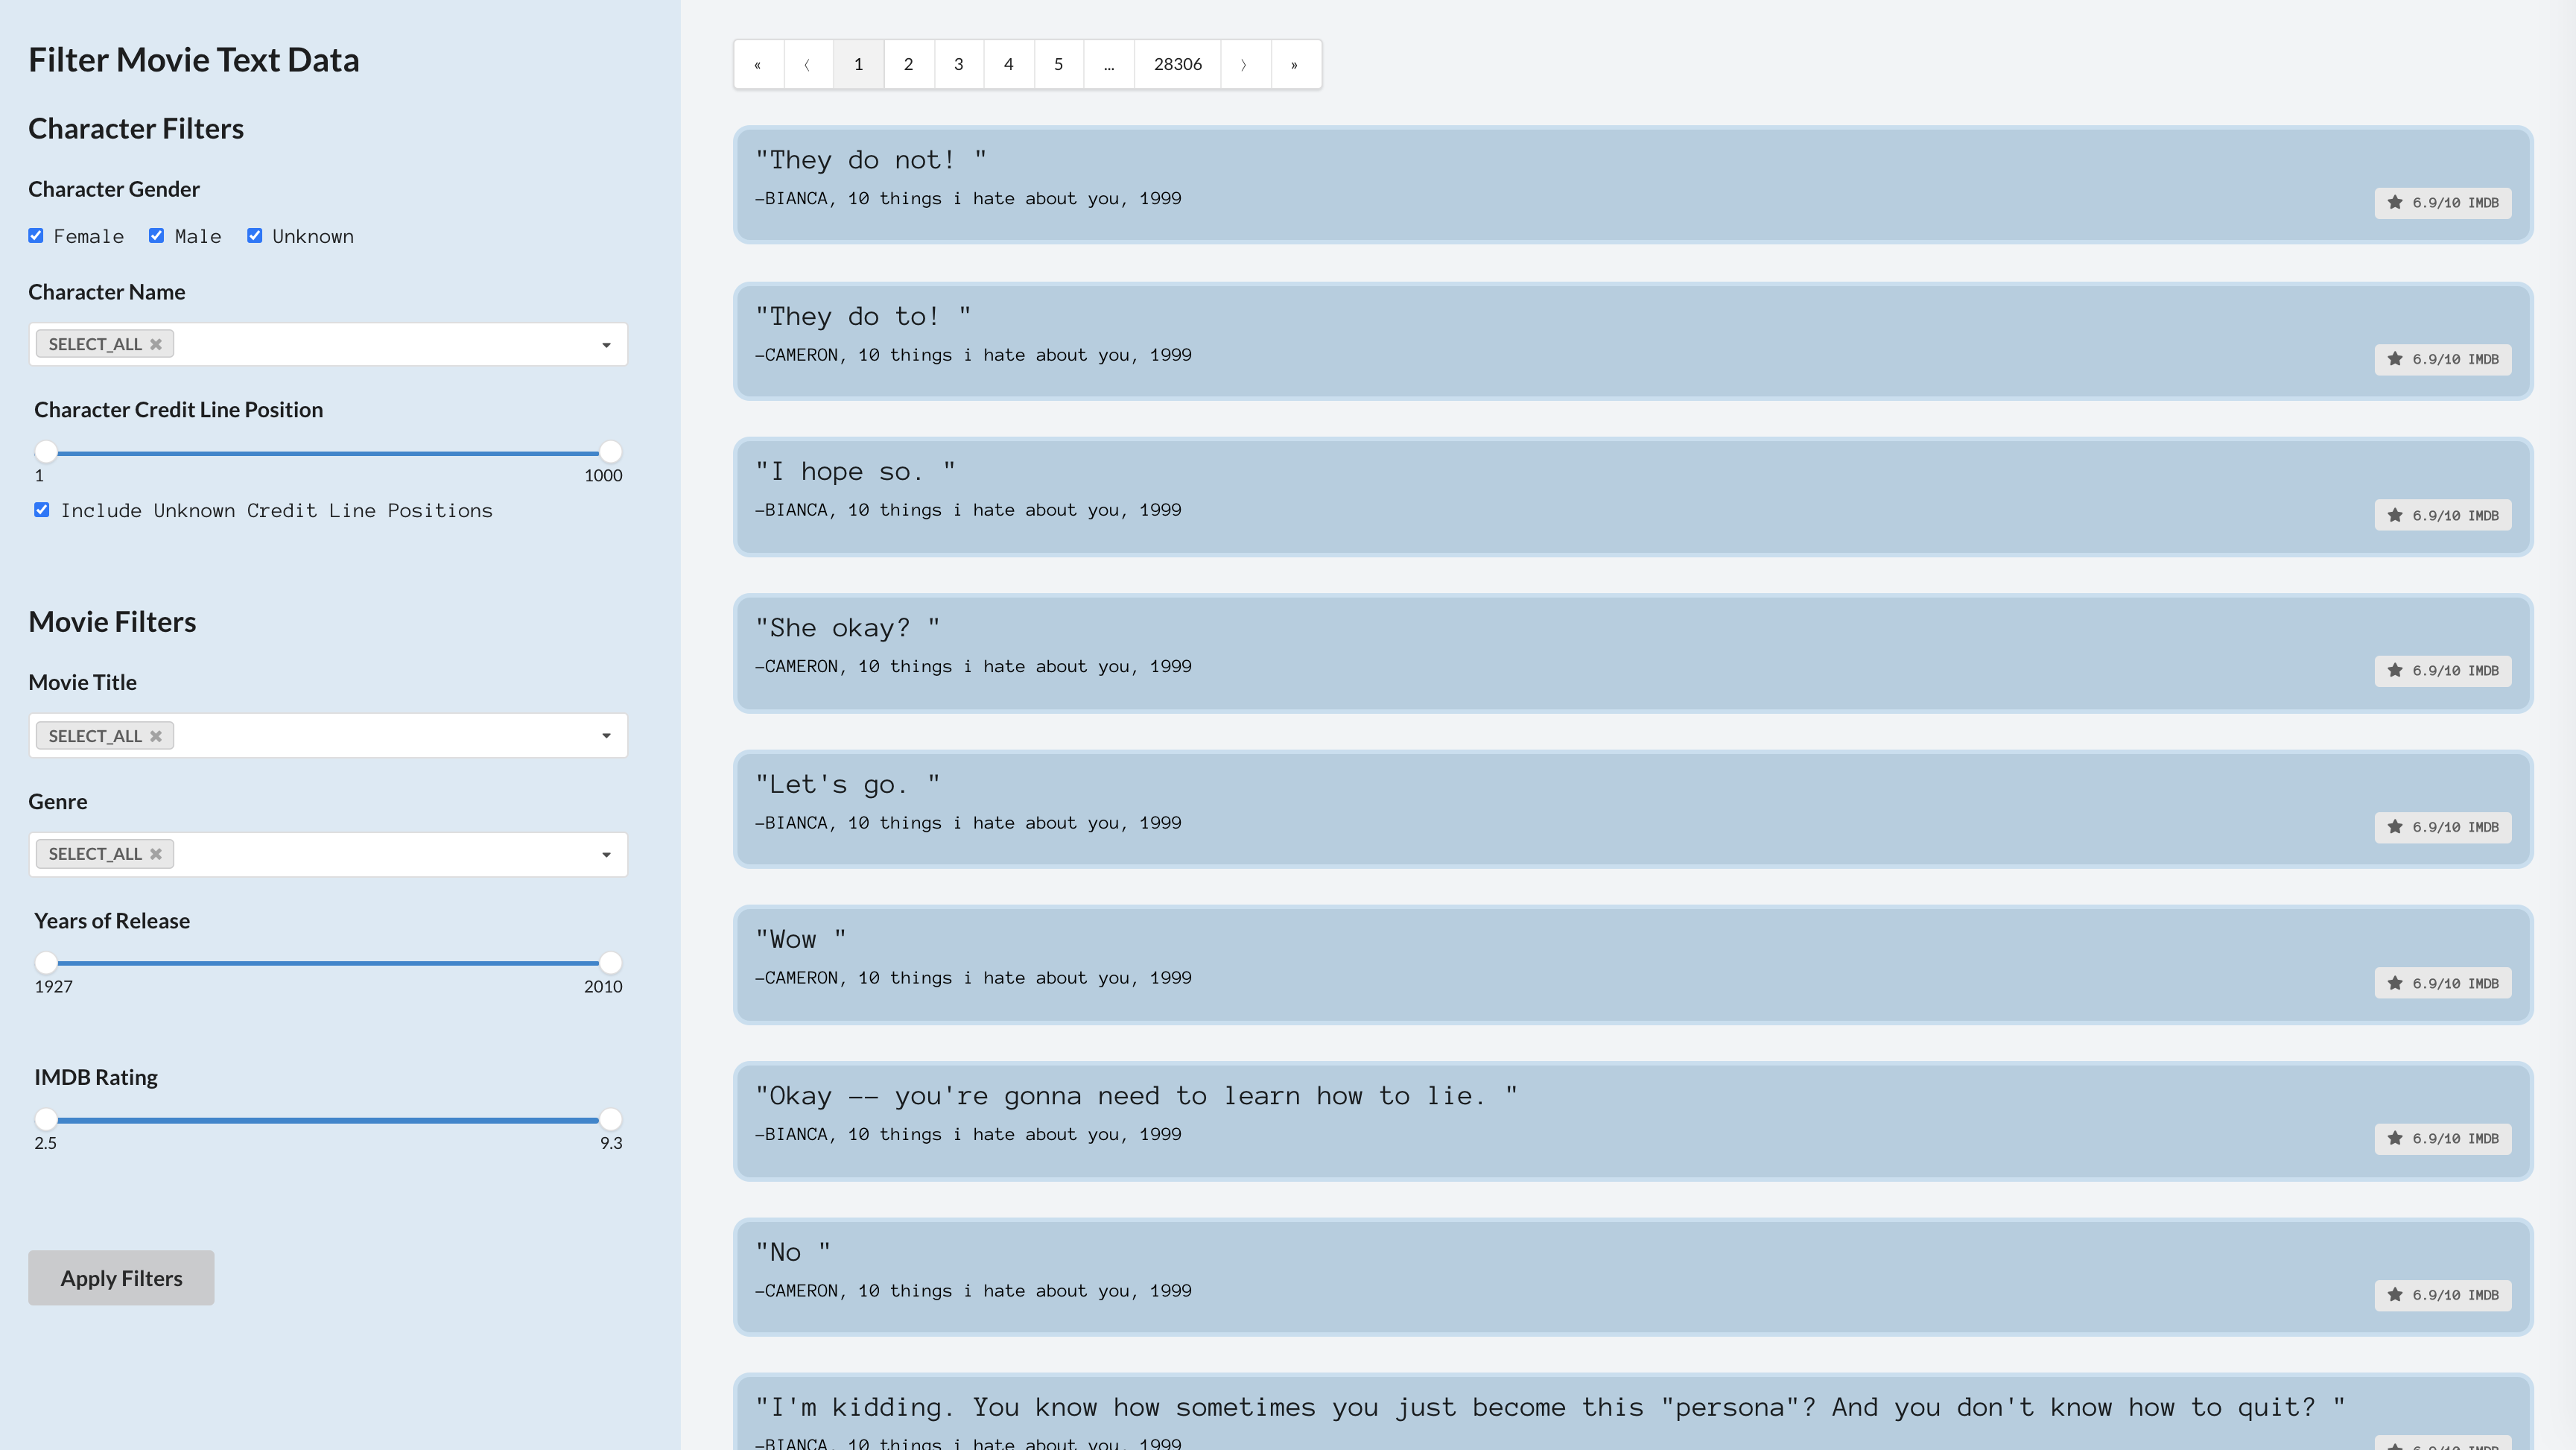 Filter Movie Text Data
Character Filters
Character Gender
Female Male Unknown
Character Name
SELECT_ALL
Character Credit Line Position
1 1000
Include Unknown Credit Line Positions
Movie Filters
Movie Title
SELECT_ALL
Genre
SELECT_ALL
Years of Release
1927 2010
IMDB Rating
2.5 9.3
Apply Filters
« ⟨ 1 2 3 4 5 ... 28306 ⟩ »
"They do not! "
—BIANCA, 10 things i hate about you, 1999
6.9/10 IMDB
"They do to! "
—CAMERON, 10 things i hate about you, 1999
6.9/10 IMDB
"I hope so. "
—BIANCA, 10 things i hate about you, 1999
6.9/10 IMDB
"She okay? "
—CAMERON, 10 things i hate about you, 1999
6.9/10 IMDB
"Let's go. "
—BIANCA, 10 things i hate about you, 1999
6.9/10 IMDB
"Wow "
—CAMERON, 10 things i hate about you, 1999
6.9/10 IMDB
"Okay -- you're gonna need to learn how to lie. "
—BIANCA, 10 things i hate about you, 1999
6.9/10 IMDB
"No "
—CAMERON, 10 things i hate about you, 1999
6.9/10 IMDB
"I'm kidding. You know how sometimes you just become this "persona"? And you don't know how to quit? "
—BIANCA, 10 things i hate about you, 1999
6.9/10 IMDB